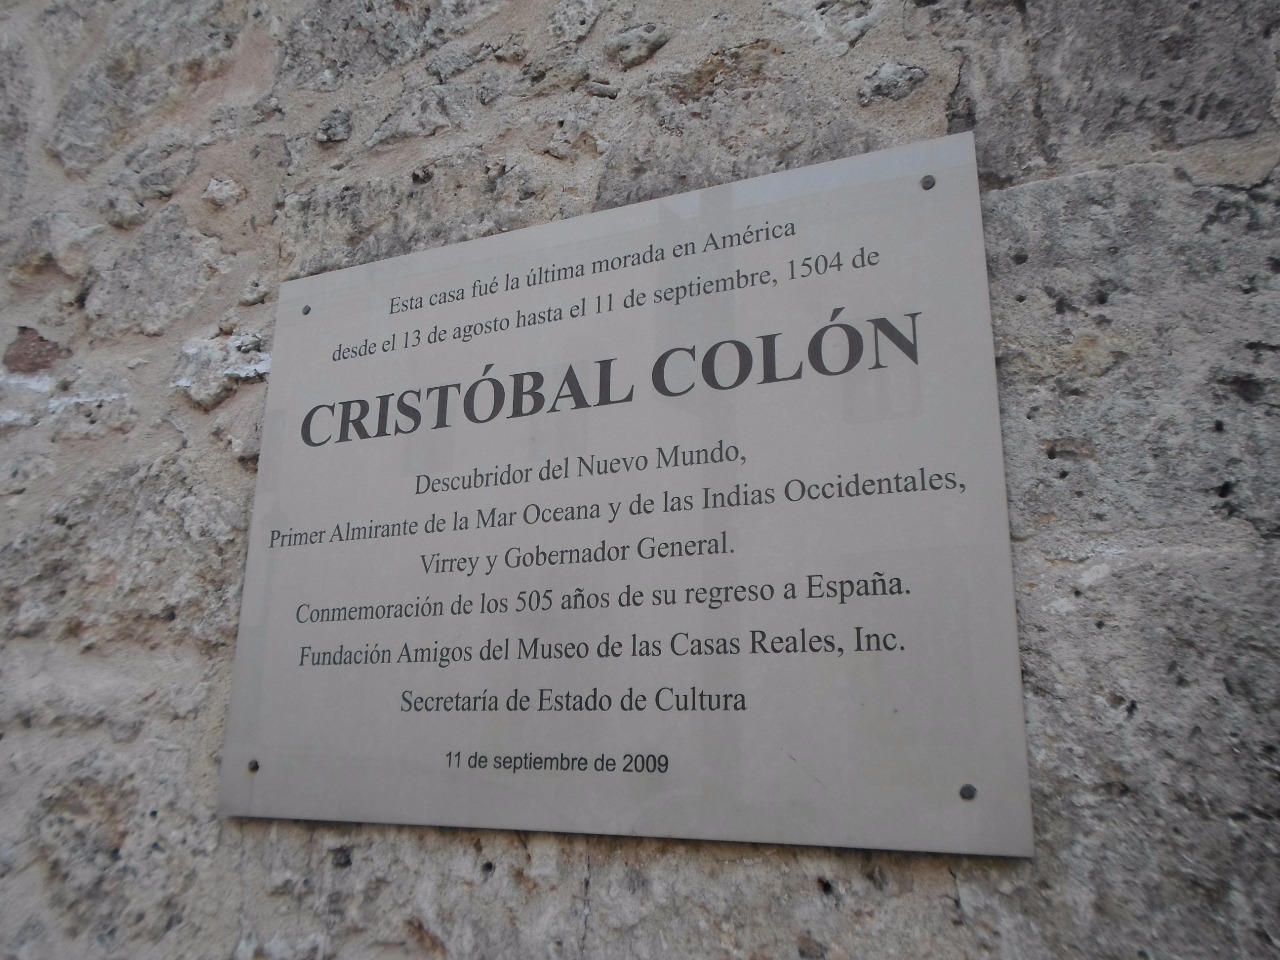 Esta casa fué la última morada en América
desde el 13 de agosto hasta el 11 de septiembre, 1504 de
CRISTÓBAL COLÓN
Descubridor del Nuevo Mundo,
Primer Almirante de la Mar Oceana y de las Indias Occidentales,
Virrey y Gobernador General.
Conmemoración de los 505 años de su regreso a España.
Fundación Amigos del Museo de las Casas Reales, Inc.
Secretaría de Estado de Cultura
11 de septiembre de 2009